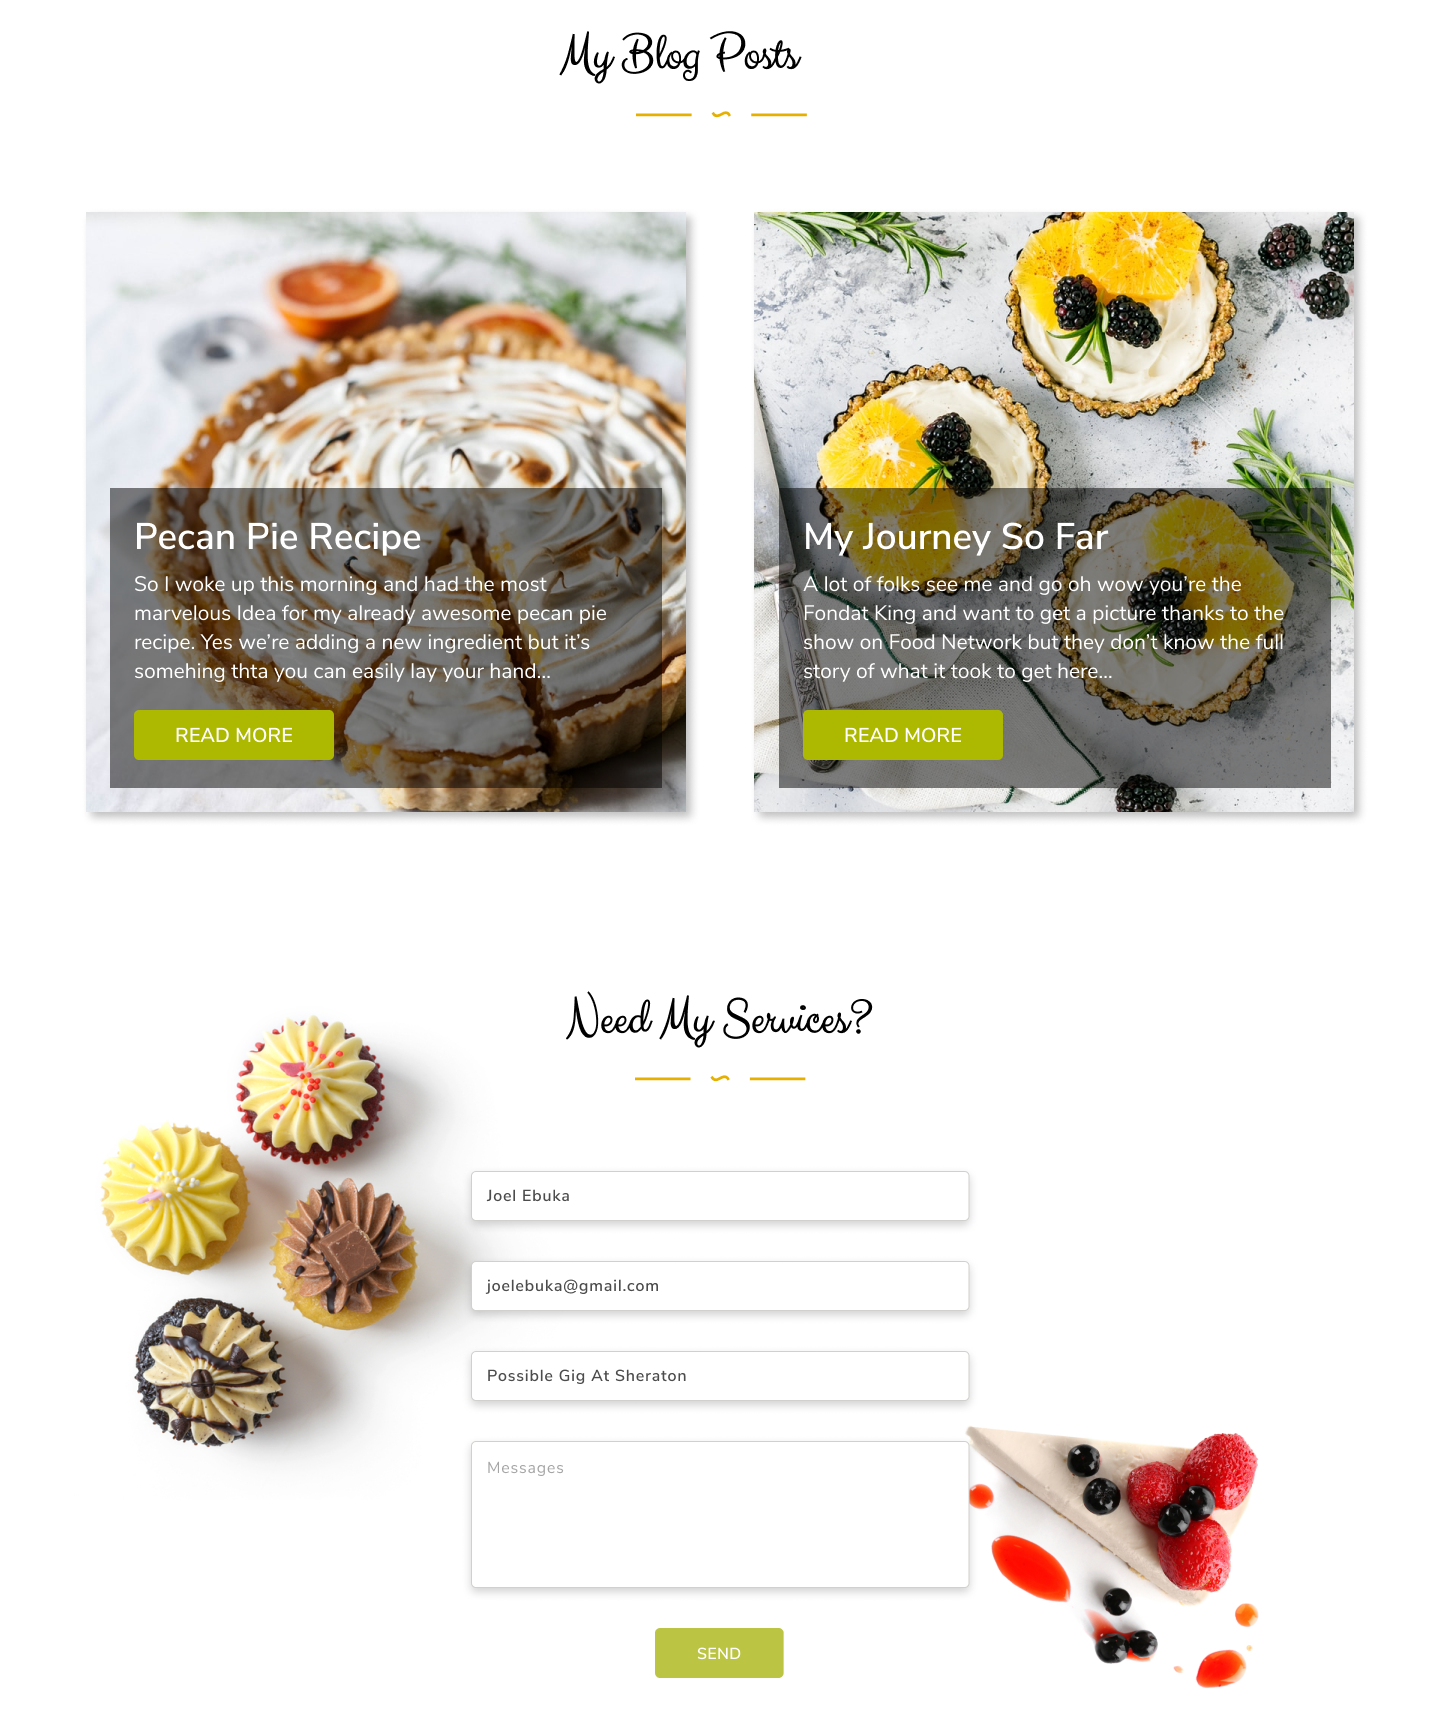 My Blog Posts
Pecan Pie Recipe
So I woke up this morning and had the most
marvelous Idea for my already awesome pecan pie
recipe. Yes we’re adding a new ingredient but it’s
somehing thta you can easily lay your hand...
READ MORE
My Journey So Far
A lot of folks see me and go oh wow you’re the
Fondat King and want to get a picture thanks to the
show on Food Network but they don’t know the full
story of what it took to get here...
READ MORE
Need My Services?
Joel Ebuka
joelebuka@gmail.com
Possible Gig At Sheraton
Messages
SEND